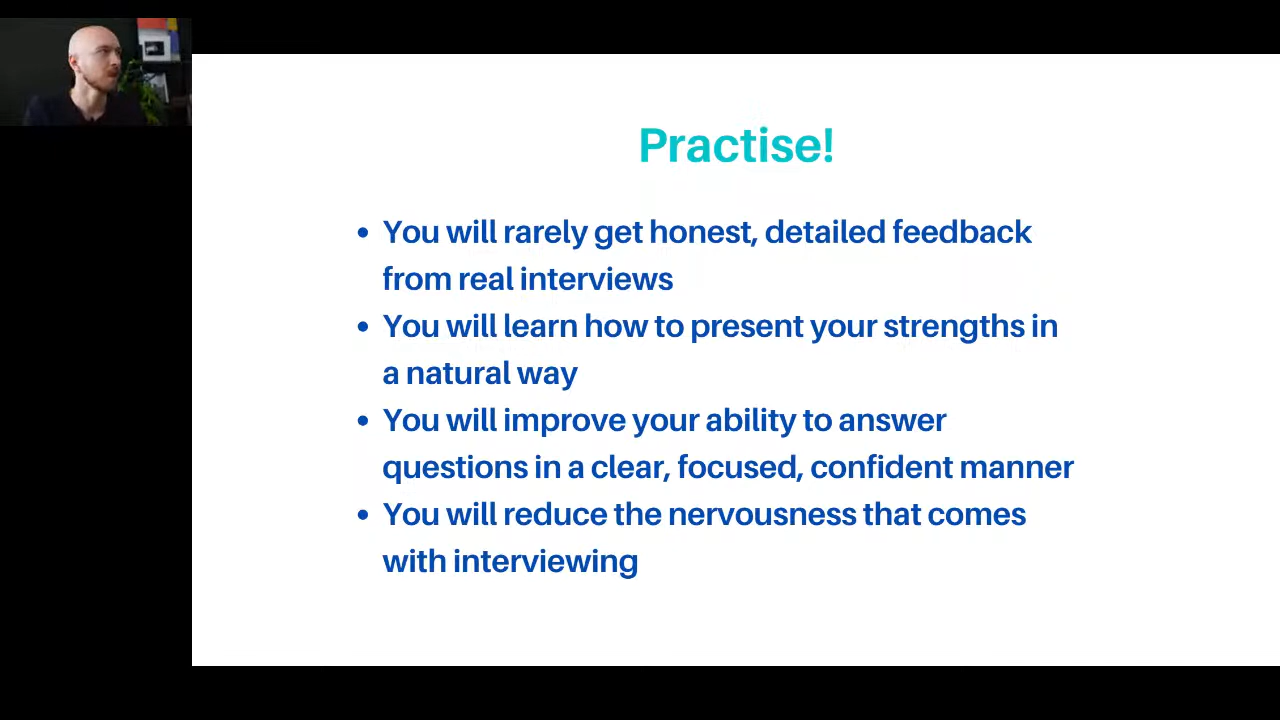 Practise!
• You will rarely get honest, detailed feedback
from real interviews
• You will learn how to present your strengths in
a natural way
• You will improve your ability to answer
questions in a clear, focused, confident manner
• You will reduce the nervousness that comes
with interviewing